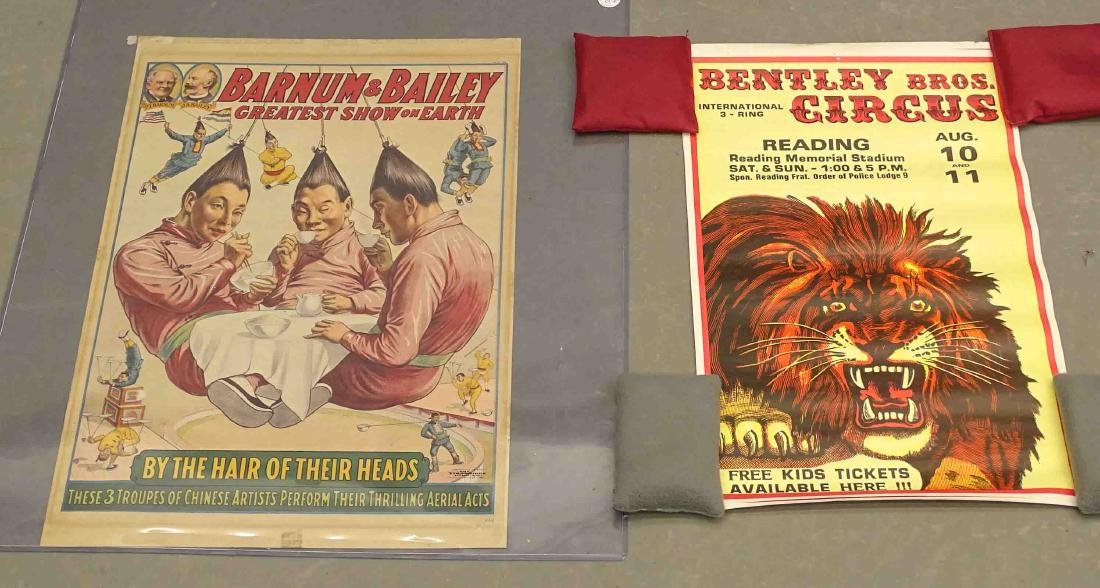 P.T. BARNUM J.A. BAILEY
BARNUM & BAILEY
GREATEST SHOW ON EARTH
BY THE HAIR OF THEIR HEADS
THESE 3 TROUPES OF CHINESE ARTISTS PERFORM THEIR THRILLING AERIAL ACTS
BENTLEY BROS.
INTERNATIONAL
3 - RING
CIRCUS
READING
Reading Memorial Stadium
SAT. & SUN. - 1:00 & 5 P.M.
Spon. Reading Frat. Order of Police Lodge 9
AUG.
10
AND
11
FREE KIDS TICKETS
AVAILABLE HERE !!!